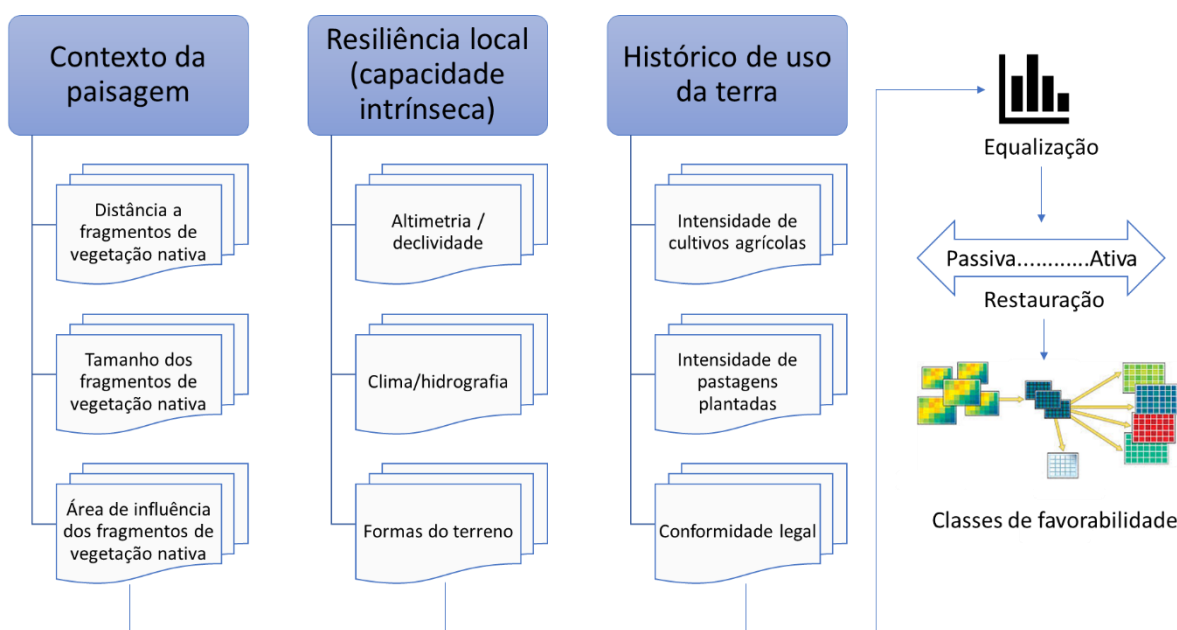 Contexto da
paisagem
Distância a
fragmentos de
vegetação nativa
Tamanho dos
fragmentos de
vegetação nativa
Área de influência
dos fragmentos de
vegetação nativa
Resiliência local
(capacidade
intrínseca)
Altimetria /
declividade
Clima/hidrografia
Formas do terreno
Histórico de uso
da terra
Intensidade de
cultivos agrícolas
Intensidade de
pastagens
plantadas
Conformidade legal
Equalização
Passiva............Ativa
Restauração
Classes de favorabilidade